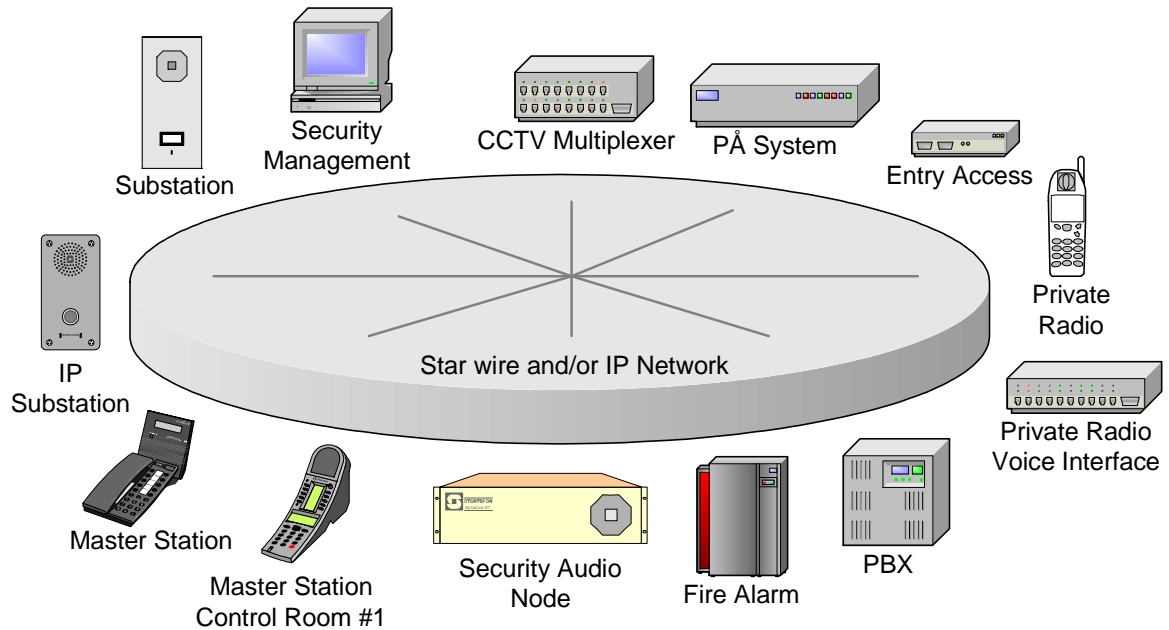 Substation
Security
Management
CCTV Multiplexer
PÅ System
Entry Access
Private
Radio
IP
Substation
Star wire and/or IP Network
Private Radio
Voice Interface
Master Station
Master Station
Control Room #1
Security Audio
Node
Fire Alarm
PBX